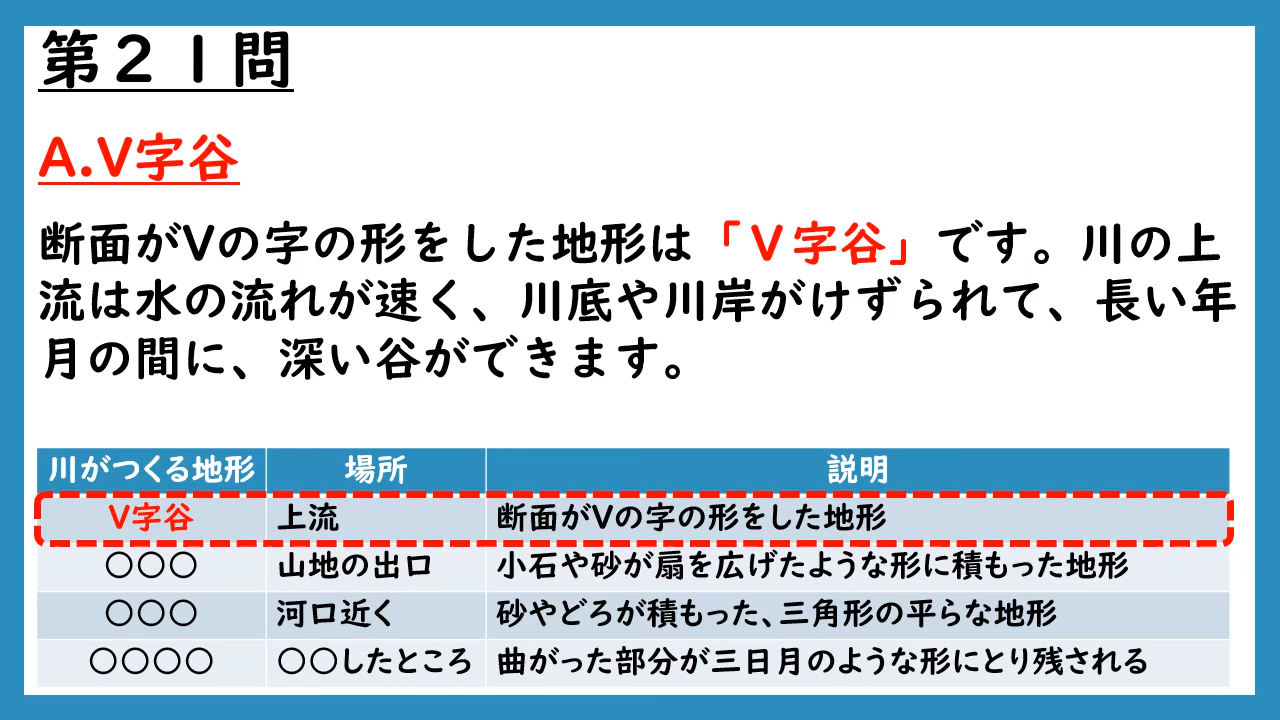 第２１問
A.V字谷
断面がVの字の形をした地形は「Ｖ字谷」です。川の上
流は水の流れが速く、川底や川岸がけずられて、長い年
月の間に、深い谷ができます。
川がつくる地形 場所 説明
V字谷 上流 断面がVの字の形をした地形
〇〇〇 山地の出口 小石や砂が扇を広げたような形に積もった地形
〇〇〇 河口近く 砂やどろが積もった、三角形の平らな地形
〇〇〇〇 〇〇したところ 曲がった部分が三日月のような形にとり残される